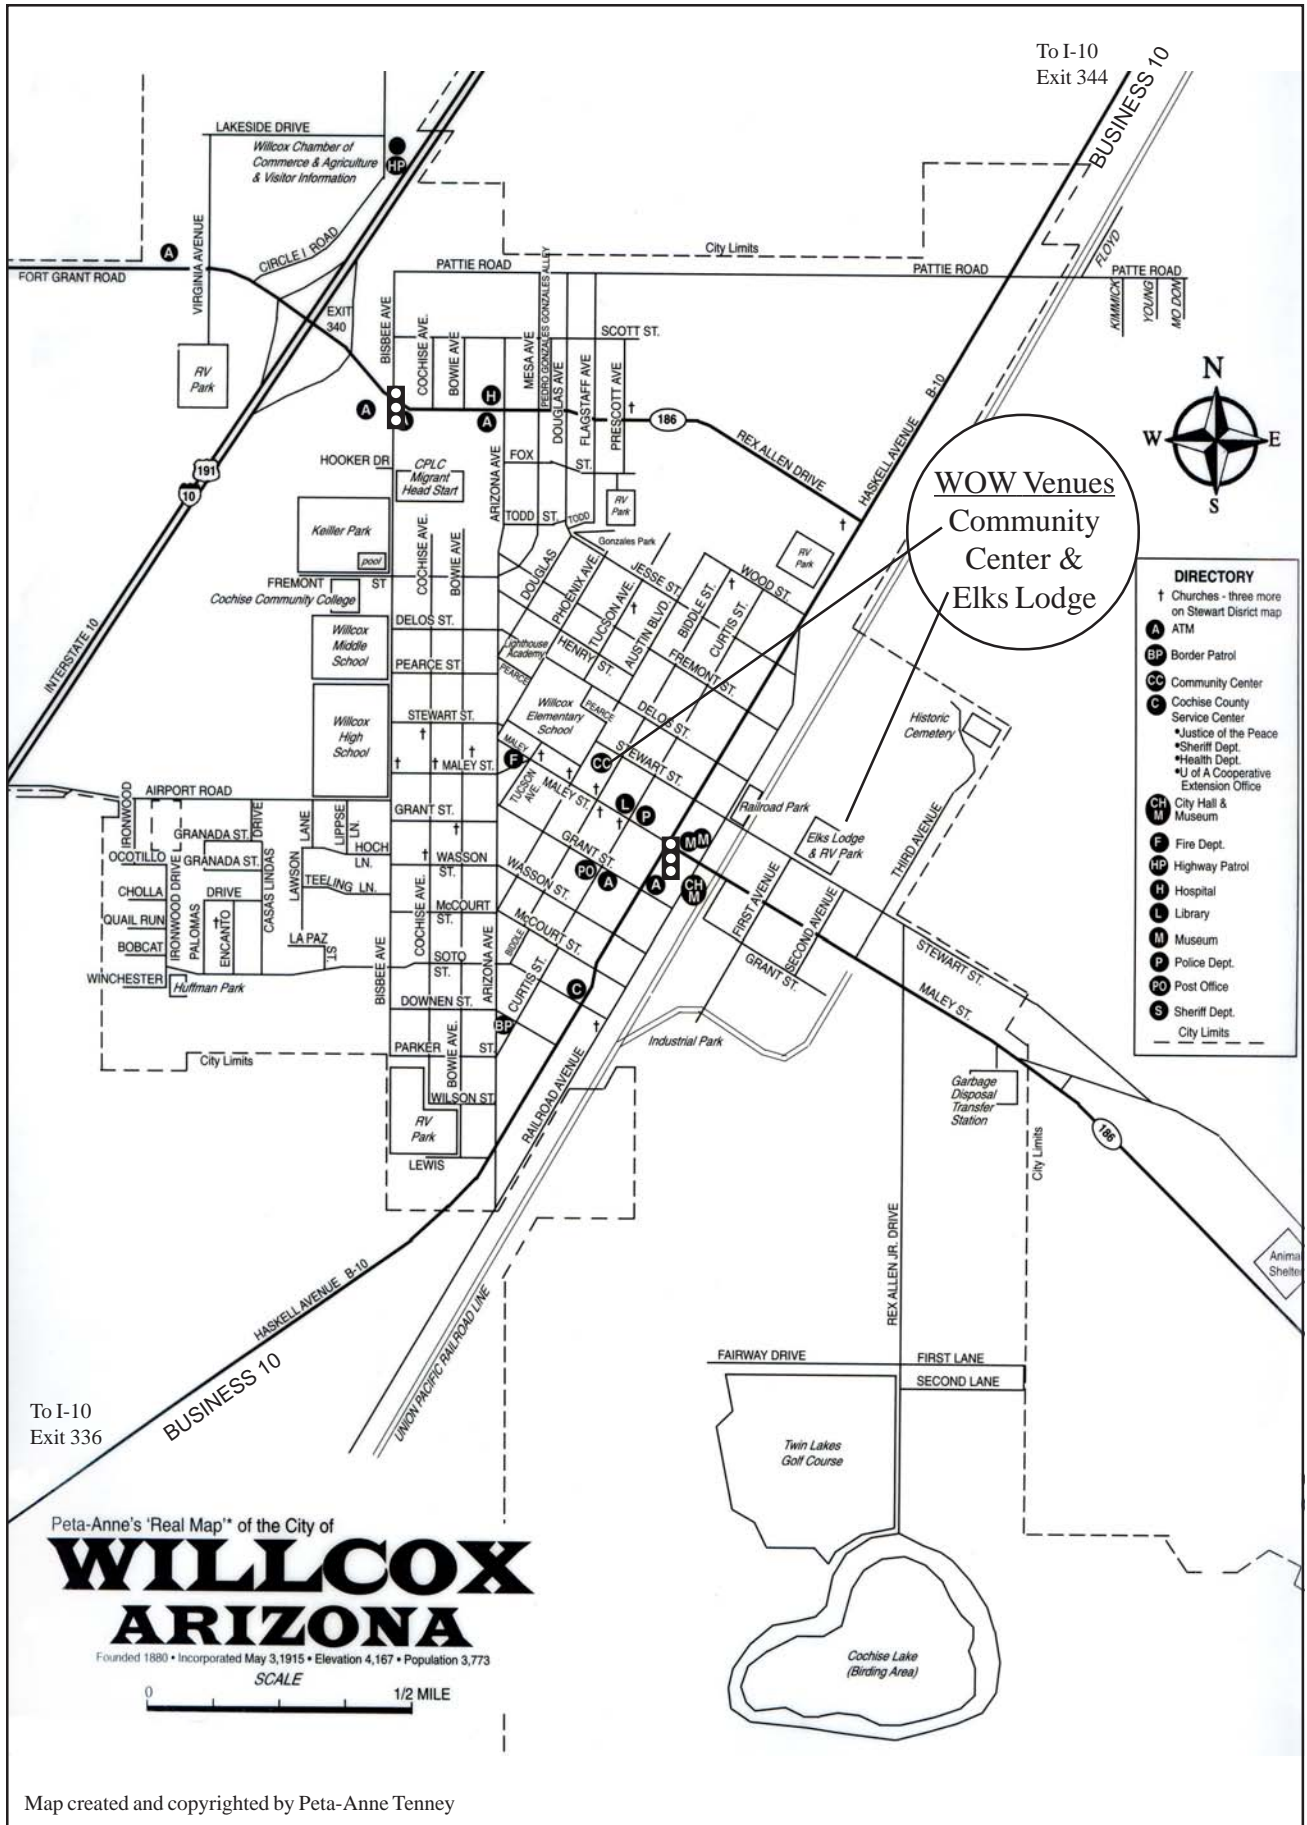 To I-10
Exit 344
BUSINESS 10
LAKESIDE DRIVE
Willcox Chamber of
Commerce & Agriculture
& Visitor Information
HP
VIRGINIA AVENUE
CIRCLE I ROAD
A
FORT GRANT ROAD
City Limits
PATTIE ROAD
PATTIE ROAD
FLOYD
PATTE ROAD
KIMMICK
YOUNG
MO DON
EXIT
340
BISBEE AVE
COCHISE AVE.
BOWIE AVE
MESA AVE
PEDRO GONZALES GONZALES ALLEY
DOUGLAS AVE
FLAGSTAFF AVE
PRESCOTT AVE
SCOTT ST.
RV
Park
A
H
A
186
REX ALLEN DRIVE
HASKELL AVENUE B-10
N
W
E
S
WOW Venues
Community
Center &
Elks Lodge
HOOKER DR
CPLC
Migrant
Head Start
ARIZONA AVE
FOX
ST.
RV
Park
TODD ST.
TODD
191
10
INTERSTATE 10
Keiller Park
pool
COCHISE AVE.
BOWIE AVE
Gonzales Park
RV
Park
FREMONT ST
Cochise Community College
DOUGLAS
PHOENIX AVE.
TUCSON AVE.
AUSTIN BLVD.
JESSE ST.
BIDDLE ST.
CURTIS ST.
WOOD ST.
Willcox
Middle
School
DELOS ST.
PEARCE ST
Lighthouse
Academy
PEARCE
HENRY
ST.
FREMONT ST.
Willcox
High
School
STEWART ST.
MALEY ST.
Willcox
Elementary
School
PEARCE
DELOS ST.
STEWART ST.
MALEY
F
CC
TUCSON
AVE.
MALEY ST.
L
P
Historic
Cemetery
Railroad Park
Elks Lodge
& RV Park
THIRD AVENUE
AIRPORT ROAD
IRONWOOD
GRANADA ST.
DRIVE
LANE
LIPPSE
LN.
GRANT ST.
HOCH
LN.
OCOTILLO
GRANADA ST.
WASSON
ST.
GRANT ST.
WASSON ST.
PO
A
A
M
M
CH
M
CHOLLA
IRONWOOD DRIVE
DRIVE
CASAS LINDAS
LAWSON
TEELING LN.
QUAIL RUN
PALOMAS
ENCANTO
BOBCAT
LA PAZ
ST.
McCOURT
ST.
McCOURT ST.
FIRST AVENUE
SECOND AVENUE
GRANT ST.
WINCHESTER
Huffman Park
BISBEE AVE
COCHISE AVE.
SOTO
ST.
ARIZONA AVE
BIDDLE
CURTIS ST.
C
DOWNEN ST.
BP
PARKER ST.
BOWIE AVE.
City Limits
WILSON ST.
RV
Park
LEWIS
RAILROAD AVENUE
Industrial Park
STEWART ST.
MALEY ST.
Garbage
Disposal
Transfer
Station
City Limits
186
Anima
Shelte
REX ALLEN JR. DRIVE
DIRECTORY
† Churches - three more
on Stewart Disrict map
A ATM
BP Border Patrol
CC Community Center
C Cochise County
Service Center
•Justice of the Peace
•Sheriff Dept.
•Health Dept.
•U of A Cooperative
Extension Office
CH M City Hall &
Museum
F Fire Dept.
HP Highway Patrol
H Hospital
L Library
M Museum
P Police Dept.
PO Post Office
S Sheriff Dept.
City Limits
HASKELL AVENUE B-10
BUSINESS 10
UNION PACIFIC RAILROAD LINE
To I-10
Exit 336
FAIRWAY DRIVE
FIRST LANE
SECOND LANE
Twin Lakes
Golf Course
Cochise Lake
(Birding Area)
Peta-Anne's 'Real Map'* of the City of
WILLCOX
ARIZONA
Founded 1880 • Incorporated May 3,1915 • Elevation 4,167 • Population 3,773
SCALE
0
1/2 MILE
Map created and copyrighted by Peta-Anne Tenney